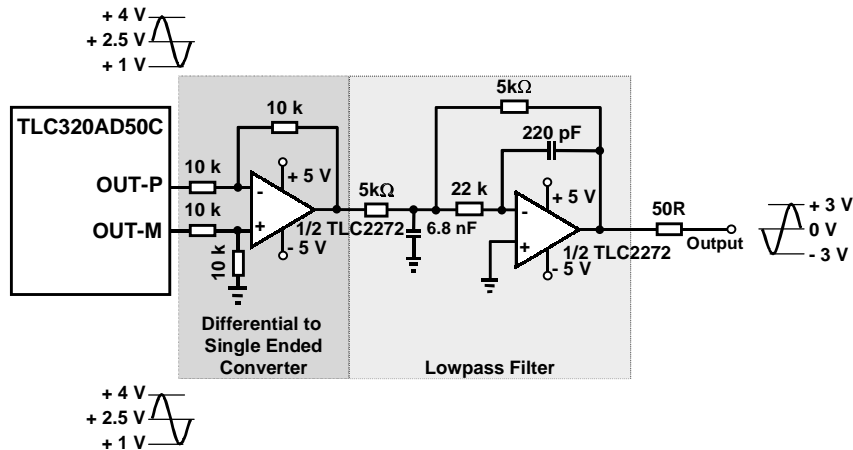 + 4 V
+ 2.5 V
+ 1 V
TLC320AD50C
OUT-P
OUT-M
10 k
10 k
10 k
10 k
-
+
+ 5 V
- 5 V
1/2 TLC2272
Differential to
Single Ended
Converter
5kΩ
6.8 nF
5kΩ
220 pF
22 k
-
+
+ 5 V
- 5 V
1/2 TLC2272
Lowpass Filter
50R
Output
+ 3 V
0 V
- 3 V
+ 4 V
+ 2.5 V
+ 1 V